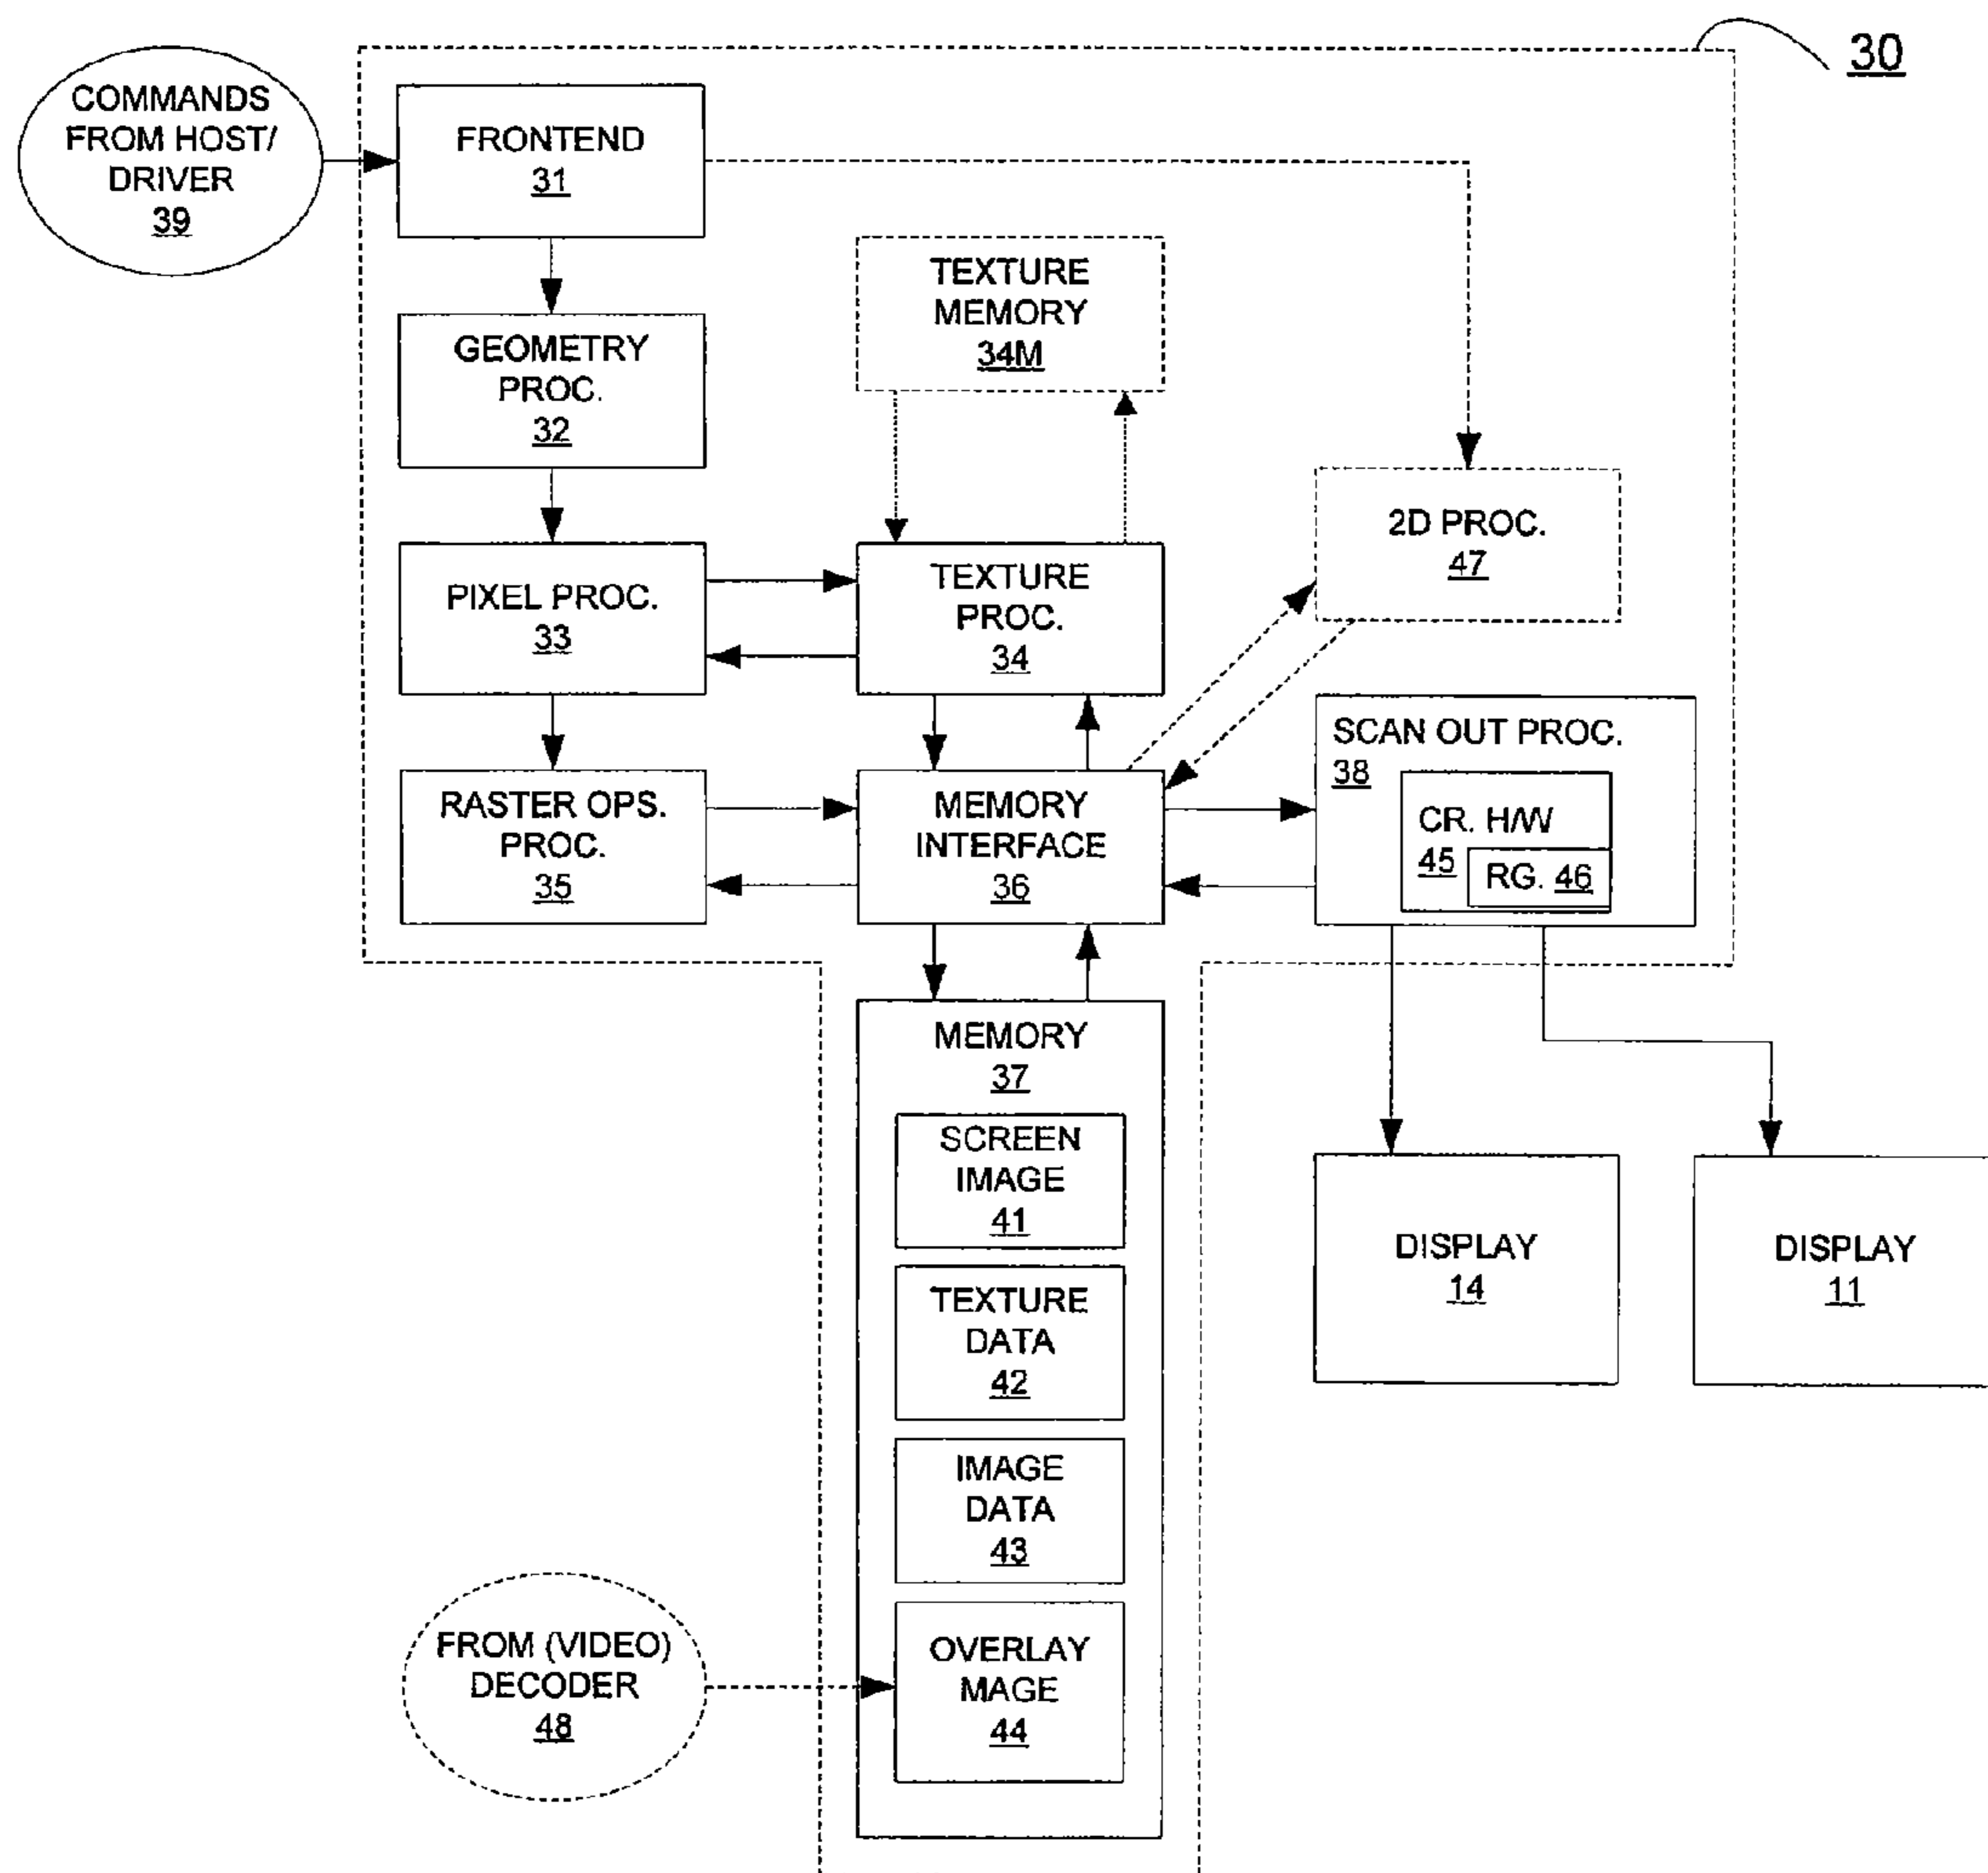 30
COMMANDS
FROM HOST/
DRIVER
39
FRONTEND
31
TEXTURE
MEMORY
34M
GEOMETRY
PROC.
32
2D PROC.
47
PIXEL PROC.
33
TEXTURE
PROC.
34
SCAN OUT PROC.
38
CR. H/W
45
RG. 46
RASTER OPS.
PROC.
35
MEMORY
INTERFACE
36
MEMORY
37
SCREEN
IMAGE
41
TEXTURE
DATA
42
IMAGE
DATA
43
OVERLAY
MAGE
44
DISPLAY
14
DISPLAY
11
FROM (VIDEO)
DECODER
48